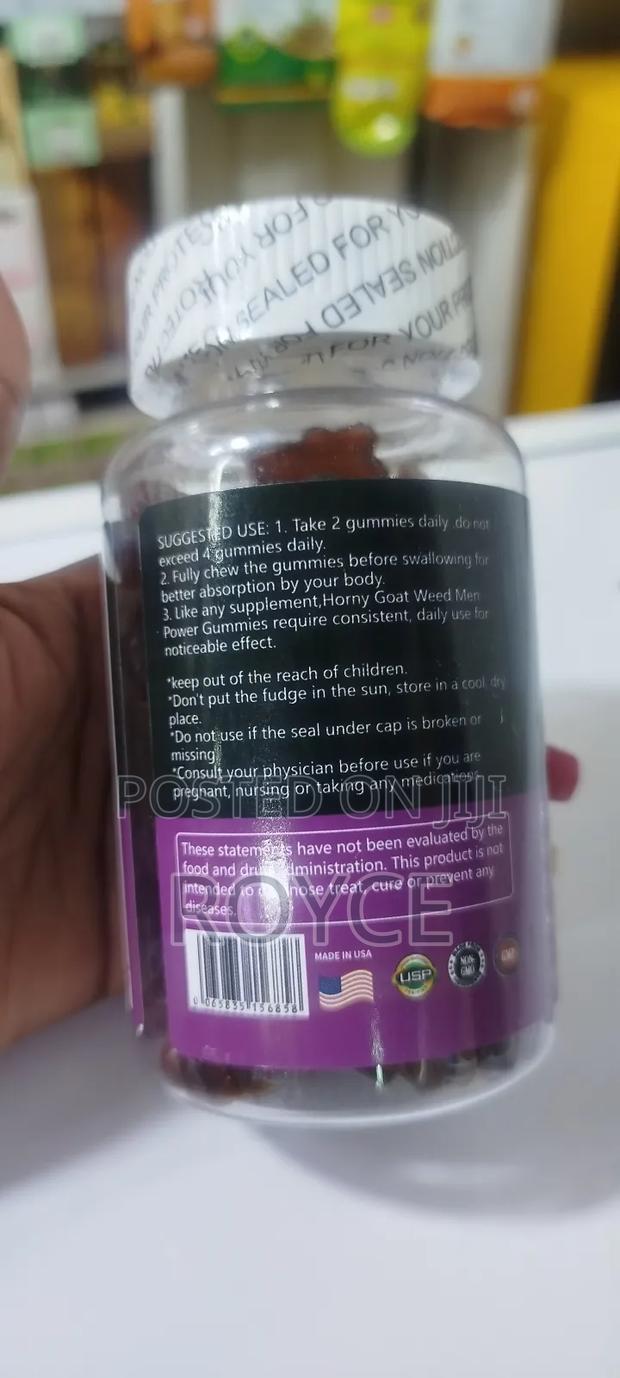 SEALED FOR YOUR PROTECTION
SUGGESTED USE: 1. Take 2 gummies daily .do not
exceed 4 gummies daily.
2. Fully chew the gummies before swallowing for
better absorption by your body.
3. Like any supplement,Horny Goat Weed Men
Power Gummies require consistent, daily use for
noticeable effect.
*keep out of the reach of children.
*Don't put the fudge in the sun, store in a cool, dry
place.
*Do not use if the seal under cap is broken or
missing
*Consult your physician before use if you are
pregnant, nursing or taking any medications
POSTED ON JIJI
These statements have not been evaluated by the
food and drug administration. This product is not
intended to diagnose treat, cure or prevent any
diseases.
ROYCE
MADE IN USA
USP
NON-
GMO
0 065835 156858